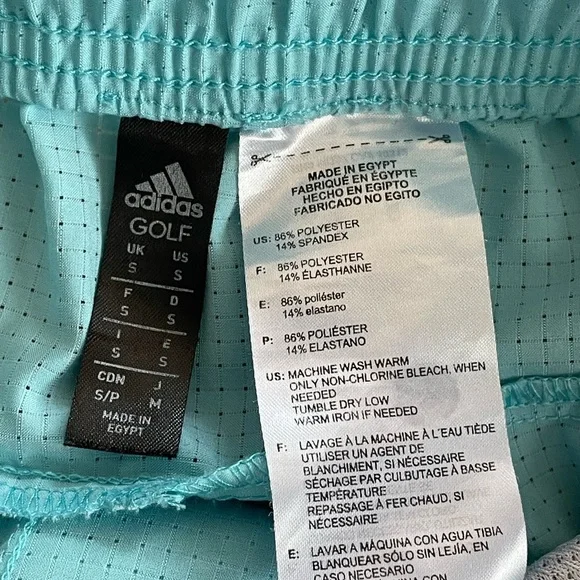 adidas
GOLF
UK US
S S
F D
S S
I E
S S
CDN J
S/P M
MADE IN
EGYPT
MADE IN EGYPT
FABRIQUÉ EN ÉGYPTE
HECHO EN EGIPTO
FABRICADO NO EGITO
US: 86% POLYESTER
14% SPANDEX
F: 86% POLYESTER
14% ÉLASTHANNE
E: 86% poliéster
14% elastano
P: 86% POLIÉSTER
14% ELASTANO
US: MACHINE WASH WARM
ONLY NON-CHLORINE BLEACH, WHEN
NEEDED
TUMBLE DRY LOW
WARM IRON IF NEEDED
F: LAVAGE À LA MACHINE À L'EAU TIÈDE
UTILISER UN AGENT DE
BLANCHIMENT, SI NÉCESSAIRE
SÉCHAGE PAR CULBUTAGE À BASSE
TEMPÉRATURE
REPASSAGE À FER CHAUD, SI
NÉCESSAIRE
E: LAVAR A MÁQUINA CON AGUA TIBIA
BLANQUEAR SÓLO SIN LEJÍA, EN
CASO NECESARIO